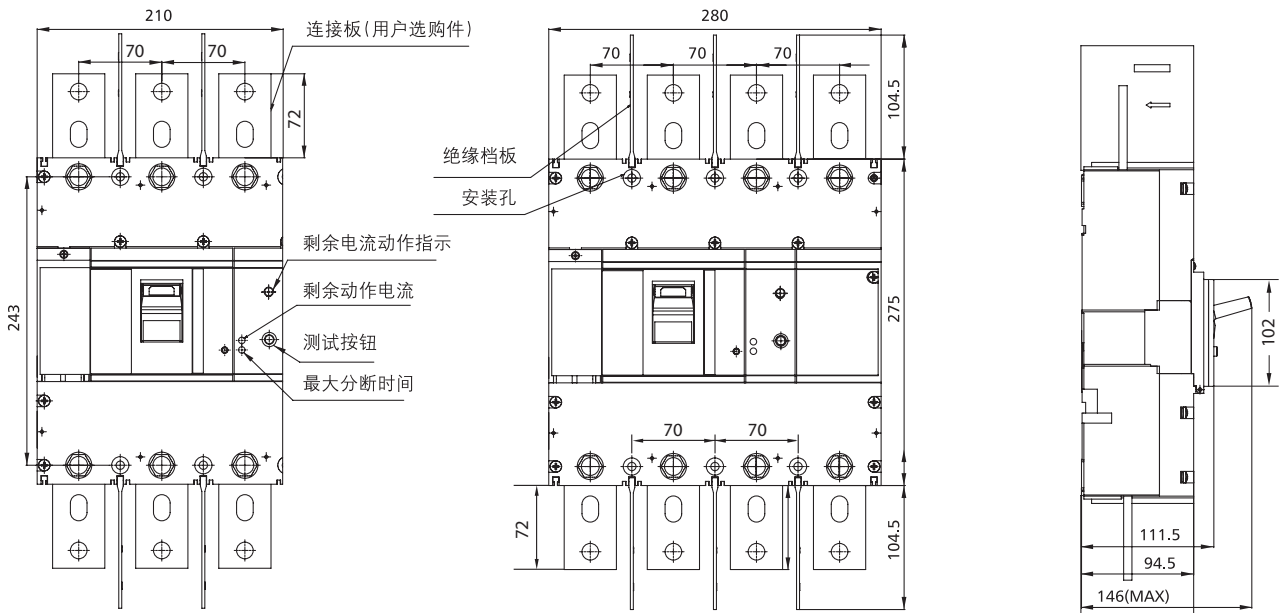 210
连接板(用户选购件)
70
70
72
243
剩余电流动作指示
剩余动作电流
测试按钮
最大分断时间
280
70
70
70
104.5
绝缘档板
安装孔
275
70
70
72
104.5
102
111.5
94.5
146(MAX)